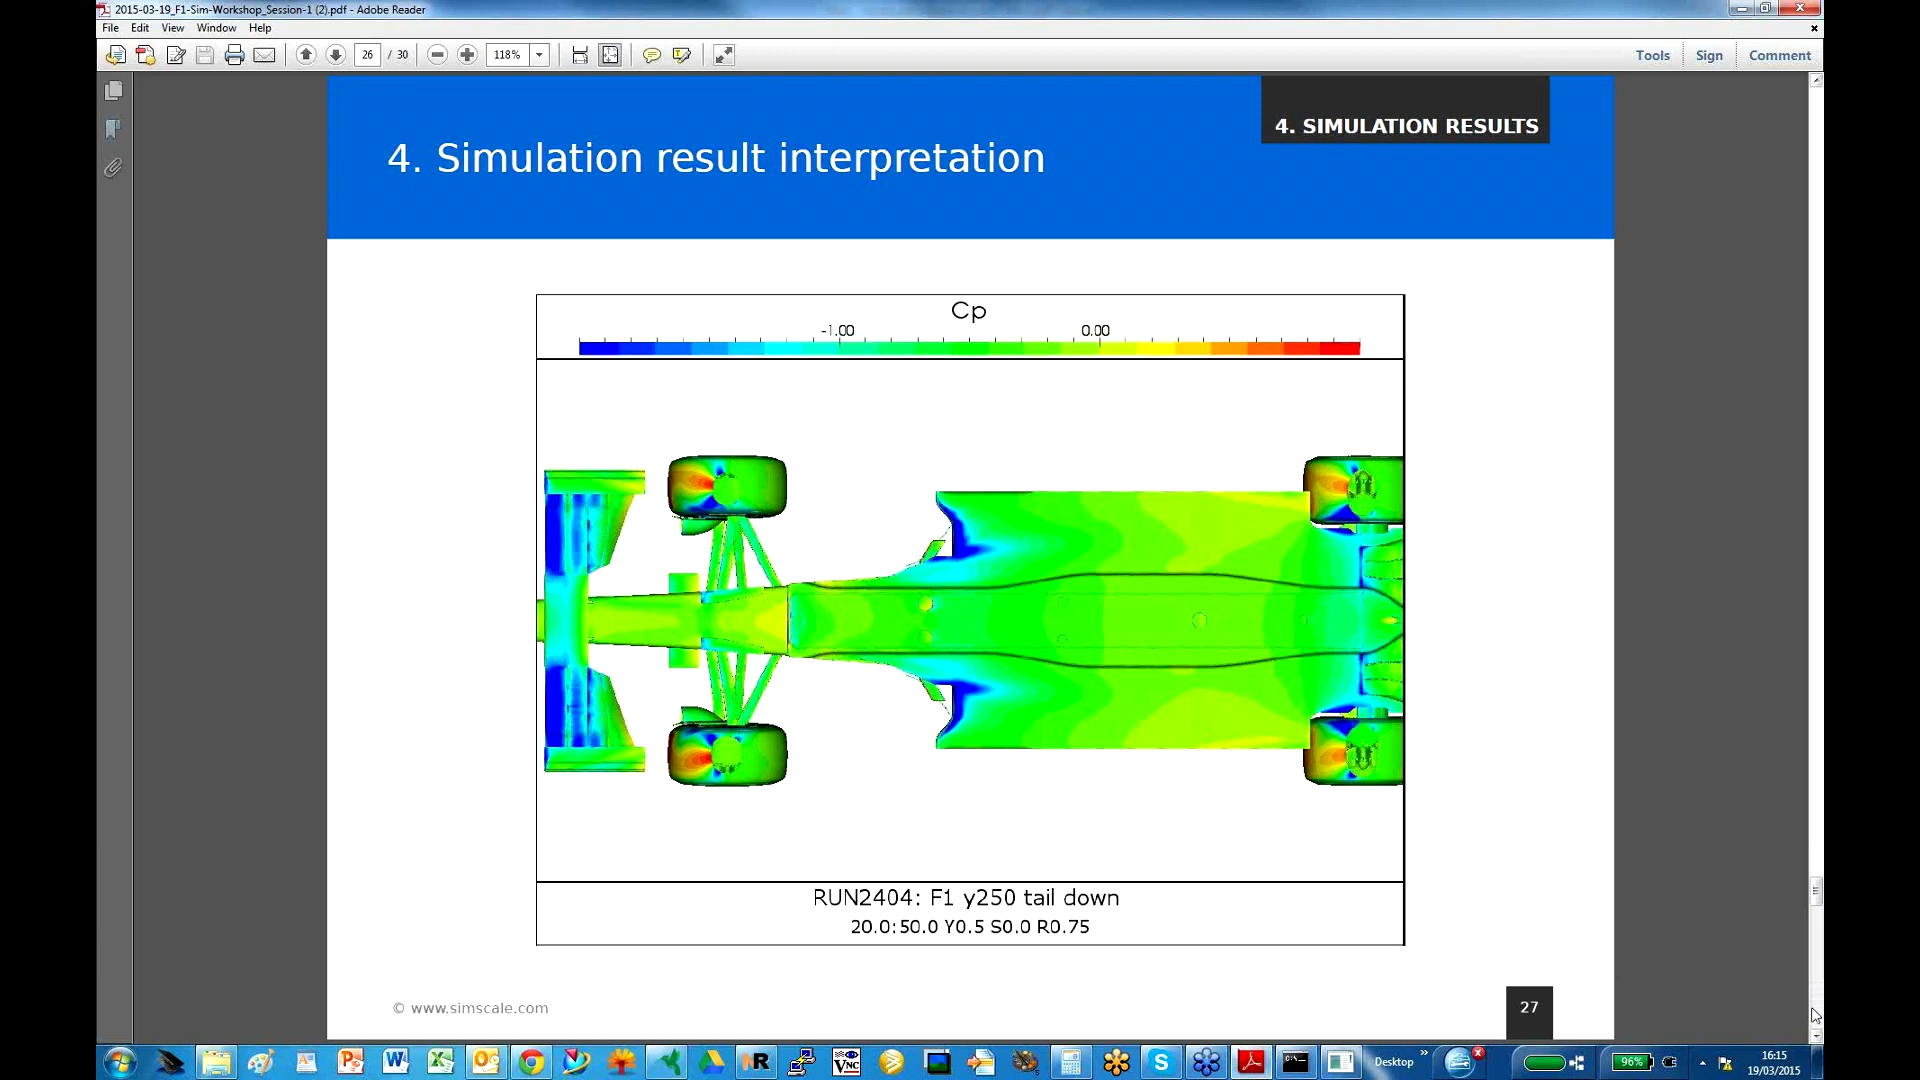 2015-03-19_F1-Sim-Workshop_Session-1 (2).pdf - Adobe Reader
File Edit View Window Help
26 / 30 118% Tools Sign Comment
4. SIMULATION RESULTS
4. Simulation result interpretation
Cp
-1.00 0.00
RUN2404: F1 y250 tail down
20.0:50.0 Y0.5 S0.0 R0.75
© www.simscale.com
27
Desktop
96%
16:15
19/03/2015